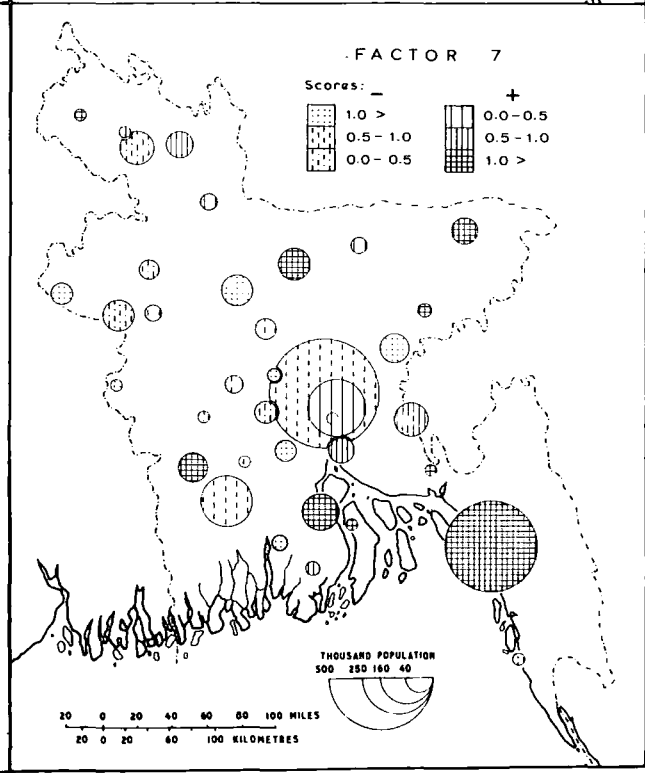 FACTOR 7
Scores: − +
1.0 > 0.0-0.5
0.5-1.0 0.5-1.0
0.0-0.5 1.0 >
THOUSAND POPULATION
500 250 160 40
20 0 20 40 60 80 100 MILES
20 0 20 60 100 KILOMETRES